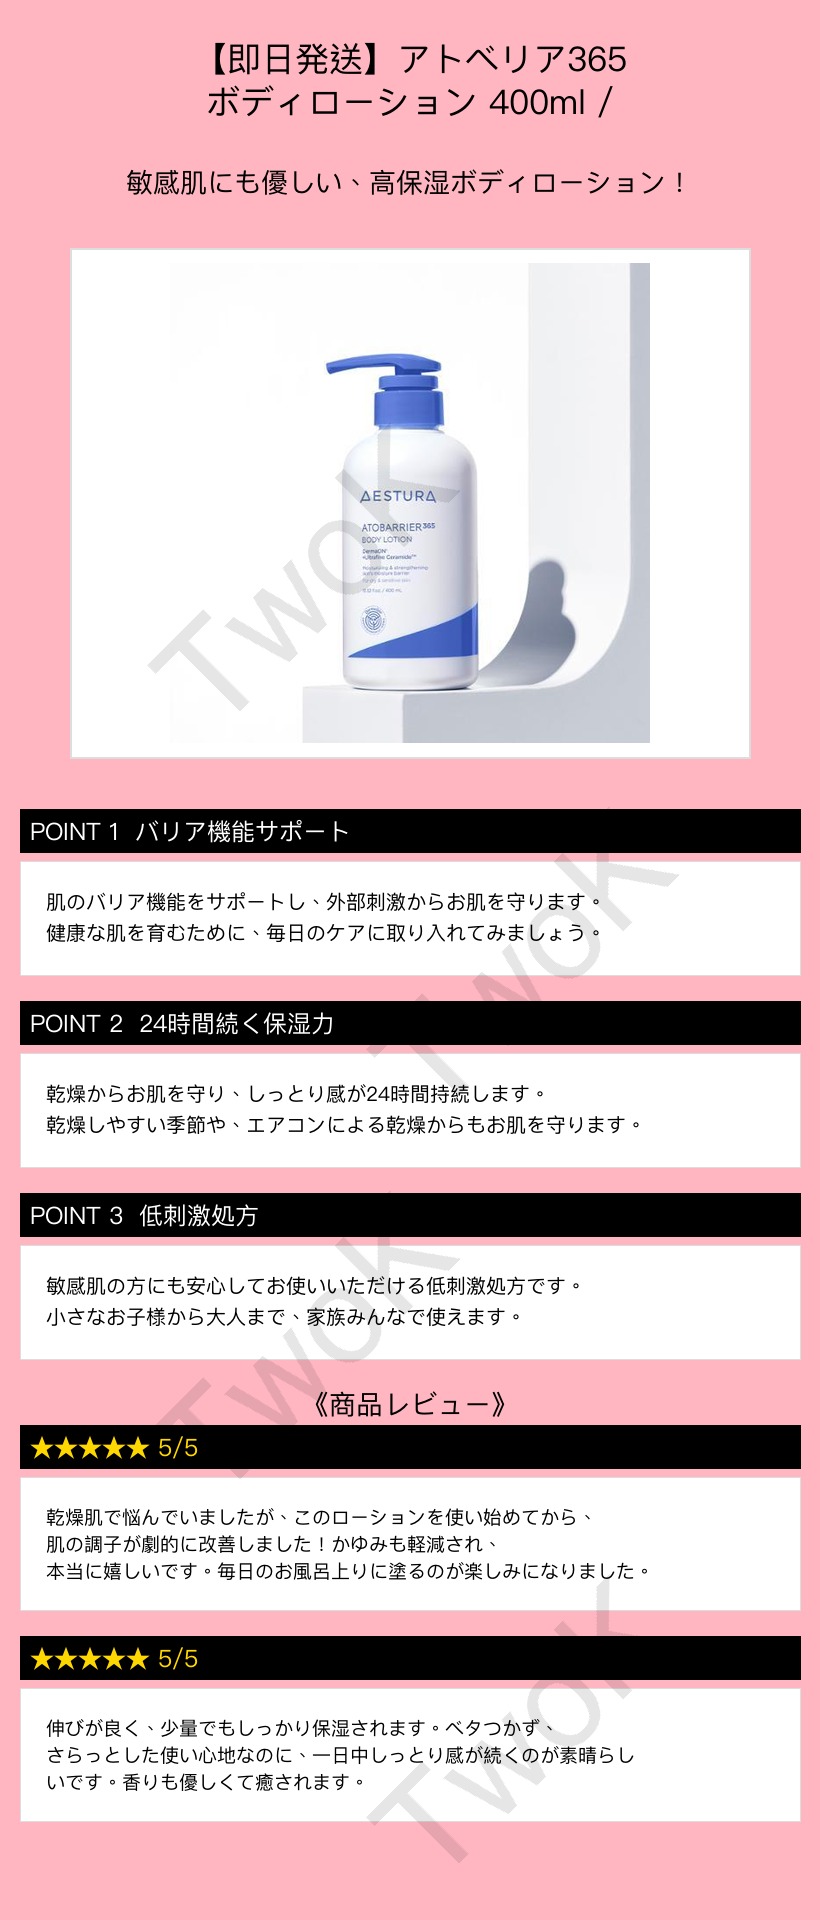 【即日発送】アトベリア365
ボディローション 400ml /
敏感肌にも優しい、高保湿ボディローション！
AESTURA
ATOBARRIER365
BODY LOTION
DermaON®
+Ultrafine Ceramide™
Moisturizing & strengthening
skin moisture barrier
For dry & sensitive skin
TwoK
POINT 1 バリア機能サポート
肌のバリア機能をサポートし、外部刺激からお肌を守ります。
健康な肌を育むために、毎日のケアに取り入れてみましょう。
TwoK
POINT 2 24時間続く保湿力
乾燥からお肌を守り、しっとり感が24時間持続します。
乾燥しやすい季節や、エアコンによる乾燥からもお肌を守ります。
POINT 3 低刺激処方
敏感肌の方にも安心してお使いいただける低刺激処方です。
小さなお子様から大人まで、家族みんなで使えます。
TwoK
《商品レビュー》
★★★★★ 5/5
乾燥肌で悩んでいましたが、このローションを使い始めてから、
肌の調子が劇的に改善しました！かゆみも軽減され、
本当に嬉しいです。毎日のお風呂上りに塗るのが楽しみになりました。
★★★★★ 5/5
伸びが良く、少量でもしっかり保湿されます。ベタつかず、
さらっとした使い心地なのに、一日中しっとり感が続くのが素晴らし
いです。香りも優しくて癒されます。
TwoK